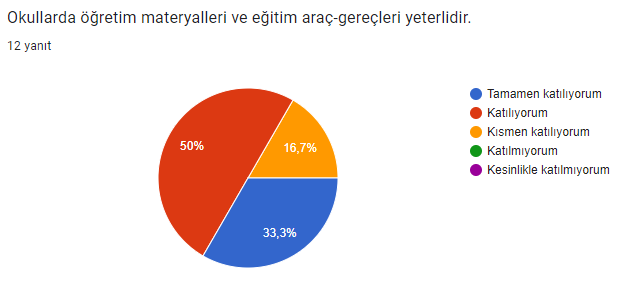 Okullarda öğretim materyalleri ve eğitim araç-gereçleri yeterlidir.
12 yanıt
50%
16,7%
33,3%
Tamamen katılıyorum
Katılıyorum
Kısmen katılıyorum
Katılmıyorum
Kesinlikle katılmıyorum